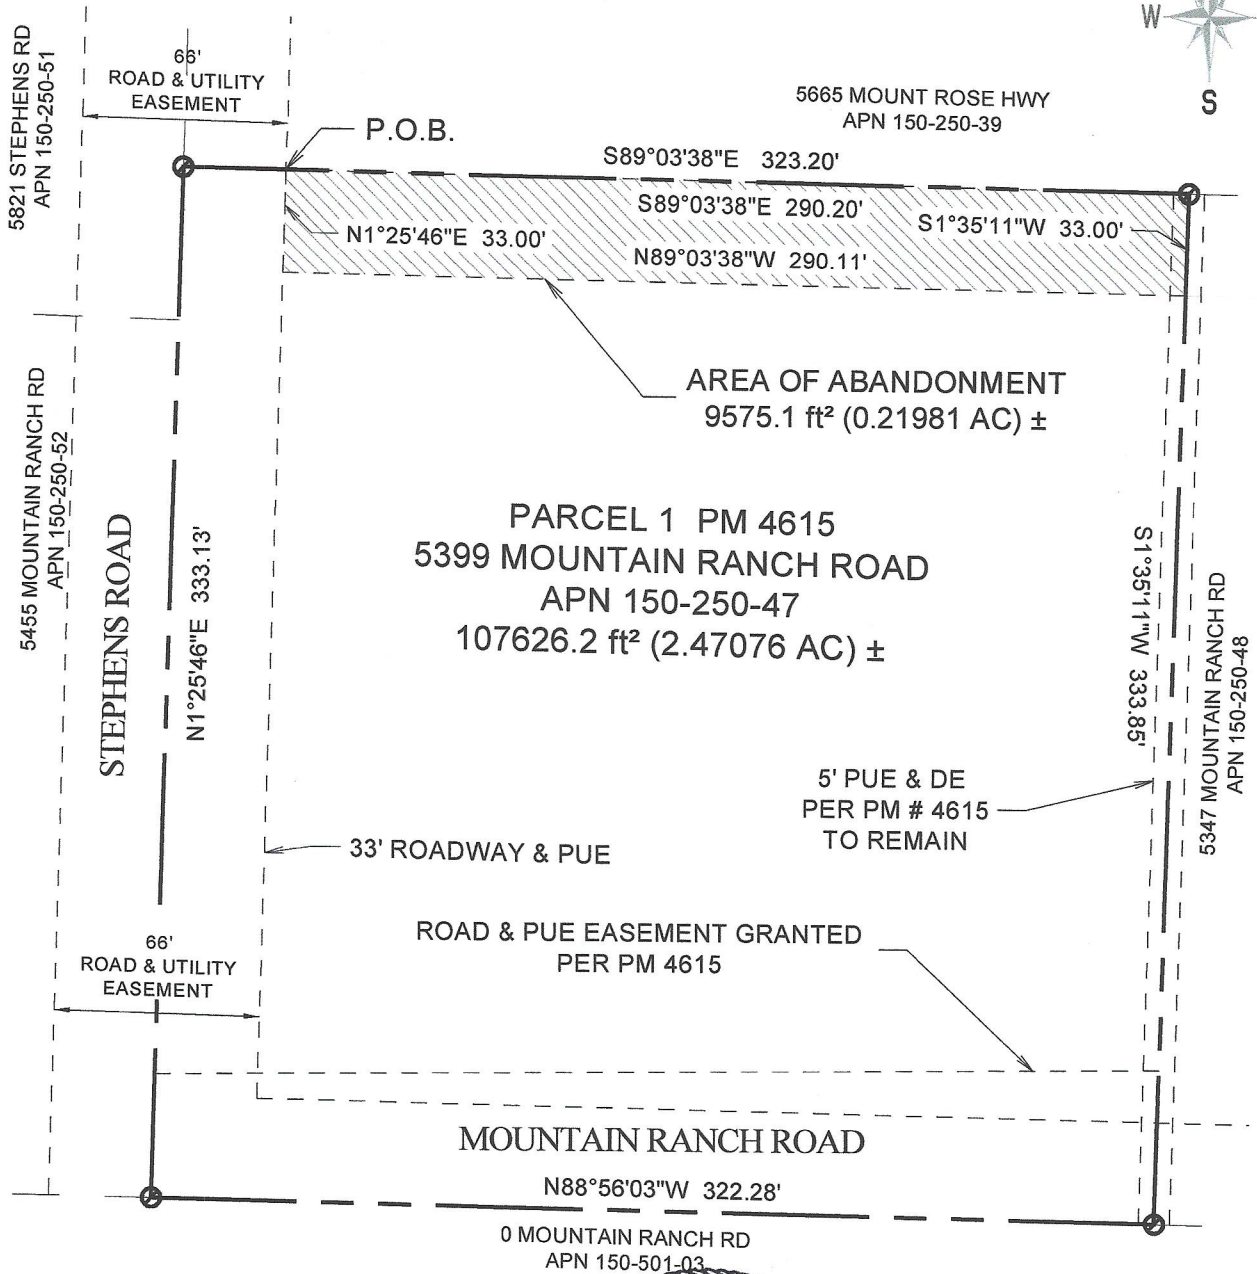 W
S
5821 STEPHENS RD
APN 150-250-51
66'
ROAD & UTILITY
EASEMENT
P.O.B.
5665 MOUNT ROSE HWY
APN 150-250-39
S89°03'38"E 323.20'
S89°03'38"E 290.20'
N1°25'46"E 33.00'
S1°35'11"W 33.00'
N89°03'38"W 290.11'
AREA OF ABANDONMENT
9575.1 ft² (0.21981 AC) ±
5455 MOUNTAIN RANCH RD
APN 150-250-52
STEPHENS ROAD
N1°25'46"E 333.13'
PARCEL 1 PM 4615
5399 MOUNTAIN RANCH ROAD
APN 150-250-47
107626.2 ft² (2.47076 AC) ±
S1°35'11"W 333.85'
5347 MOUNTAIN RANCH RD
APN 150-250-48
5' PUE & DE
PER PM # 4615
TO REMAIN
33' ROADWAY & PUE
ROAD & PUE EASEMENT GRANTED
PER PM 4615
66'
ROAD & UTILITY
EASEMENT
MOUNTAIN RANCH ROAD
N88°56'03"W 322.28'
0 MOUNTAIN RANCH RD
APN 150-501-03